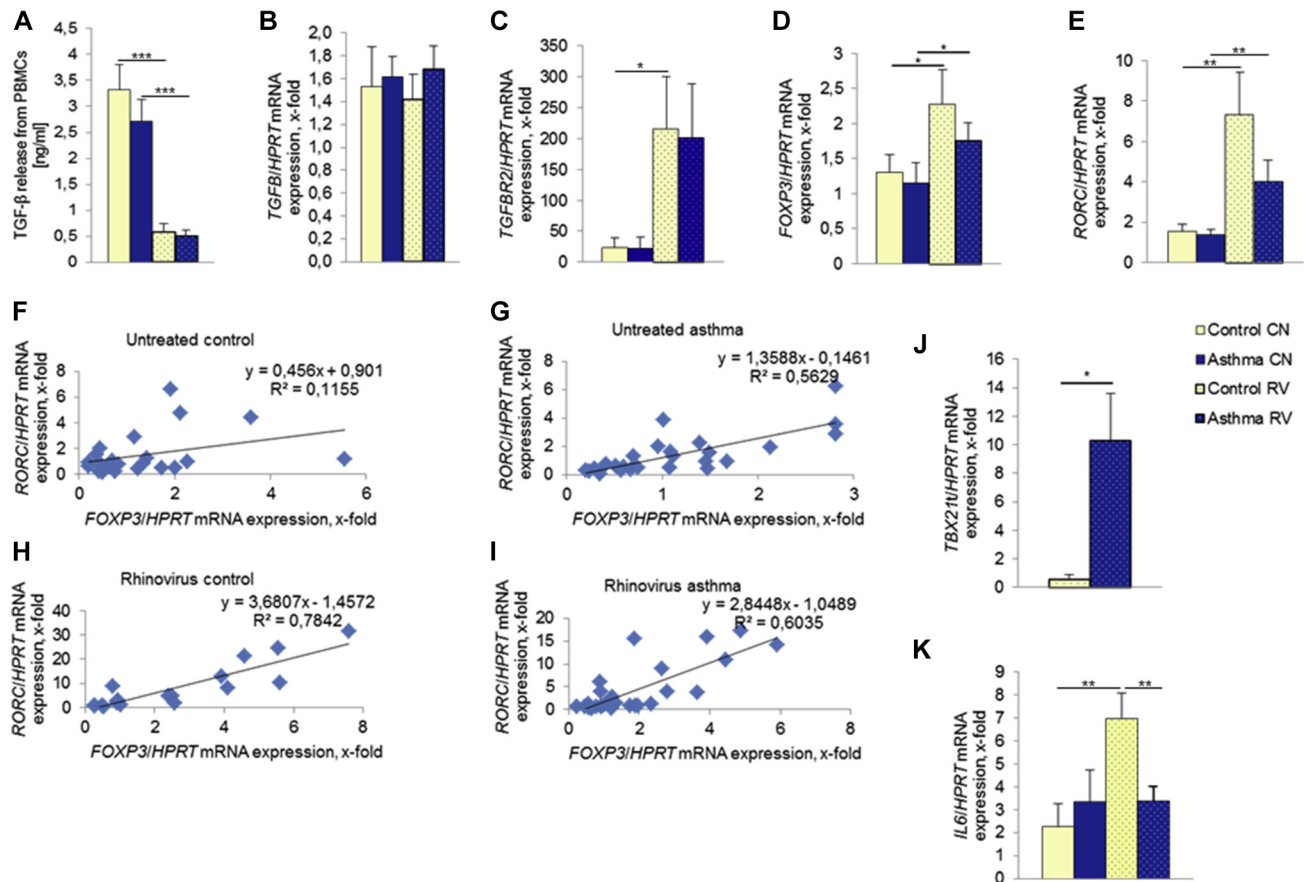 A
TGF-β release from PBMCs
[ng/ml]
4,5
4
3,5
3
2,5
2
1,5
1
0,5
0
***
***
B
TGFB/HPRT mRNA
expression, x-fold
2,0
1,8
1,6
1,4
1,2
1,0
0,8
0,6
0,4
0,2
0,0
C
TGFBR2/HPRT mRNA
expression, x-fold
350
300
250
200
150
100
50
0
*
D
FOXP3/HPRT mRNA
expression, x-fold
3
2,5
2
1,5
1
0,5
0
*
*
E
RORC/HPRT mRNA
expression, x-fold
10
8
6
4
2
0
**
**
F
Untreated control
y = 0,456x + 0,901
R² = 0,1155
RORC/HPRT mRNA
expression, x-fold
8
6
4
2
0
0
2
4
6
FOXP3/HPRT mRNA expression, x-fold
G
Untreated asthma
y = 1,3588x - 0,1461
R² = 0,5629
RORC/HPRT mRNA
expression, x-fold
8
6
4
2
0
0
1
2
3
FOXP3/HPRT mRNA expression, x-fold
H
Rhinovirus control
y = 3,6807x - 1,4572
R² = 0,7842
RORC/HPRT mRNA
expression, x-fold
40
30
20
10
0
0
2
4
6
8
FOXP3/HPRT mRNA expression, x-fold
I
Rhinovirus asthma
y = 2,8448x - 1,0489
R² = 0,6035
RORC/HPRT mRNA
expression, x-fold
20
15
10
5
0
0
2
4
6
8
FOXP3/HPRT mRNA expression, x-fold
Control CN
Asthma CN
Control RV
Asthma RV
J
TBX21t/HPRT mRNA
expression, x-fold
16
14
12
10
8
6
4
2
0
*
K
IL6/HPRT mRNA
expression, x-fold
9
8
7
6
5
4
3
2
1
0
**
**